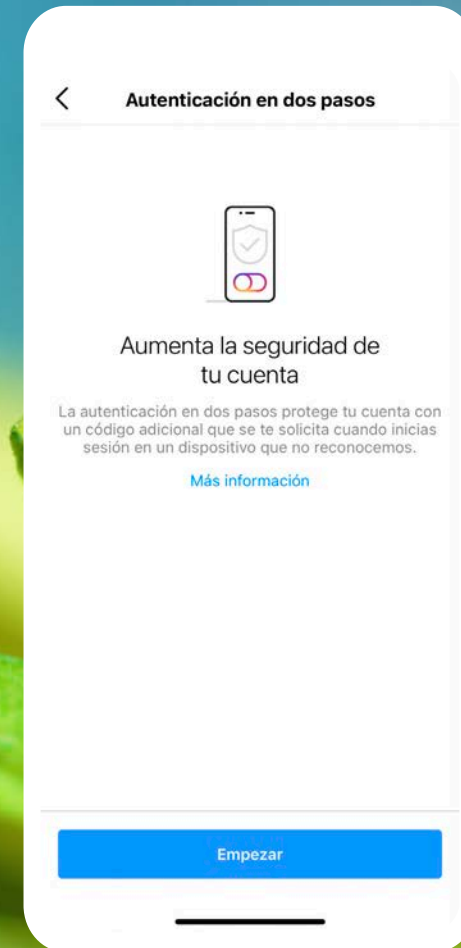 Autenticación en dos pasos
Aumenta la seguridad de
tu cuenta
La autenticación en dos pasos protege tu cuenta con
un código adicional que se te solicita cuando inicias
sesión en un dispositivo que no reconocemos.
Más información
Empezar